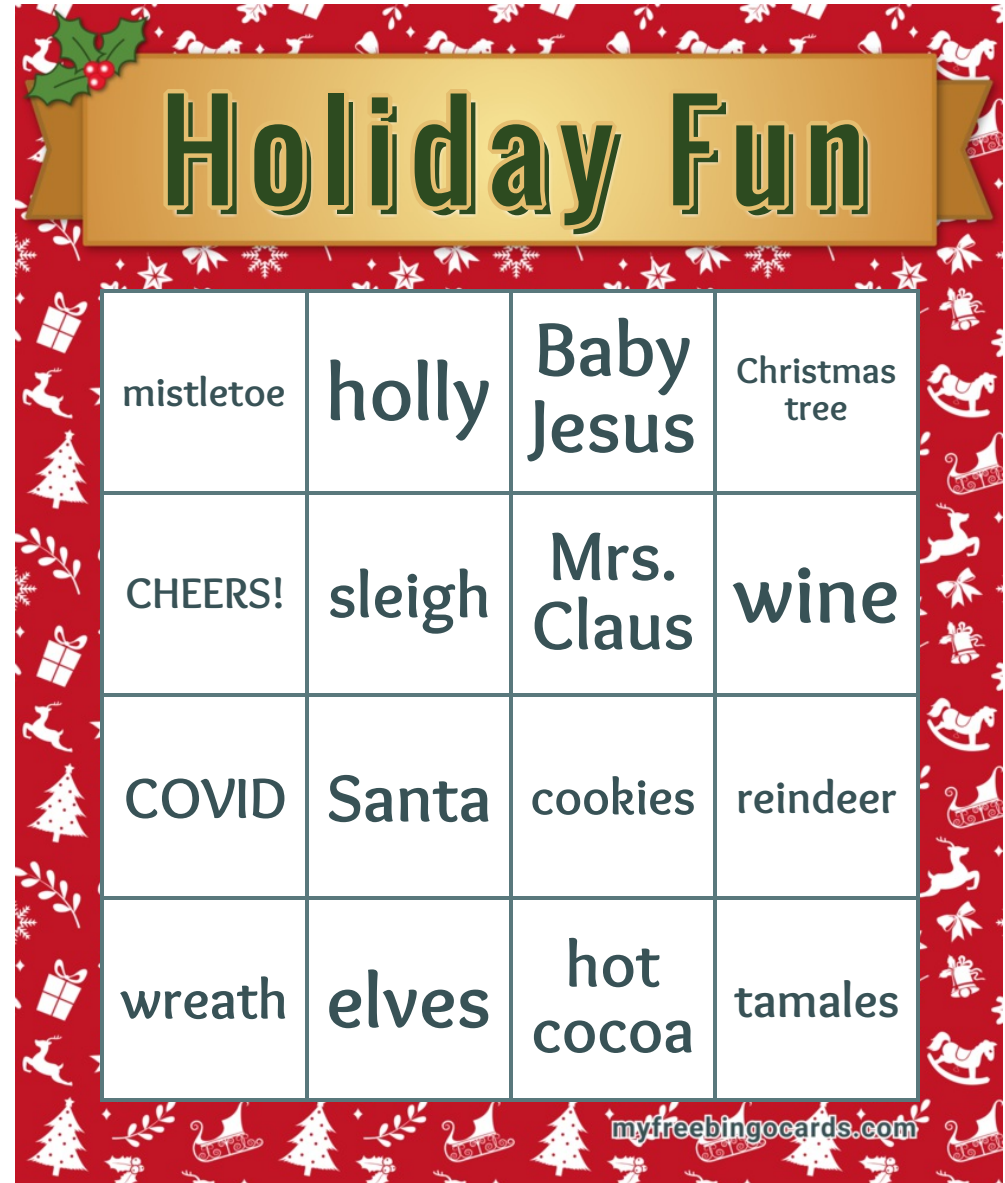 Holiday Fun
mistletoe
holly
Baby
Jesus
Christmas
tree
CHEERS!
sleigh
Mrs.
Claus
wine
COVID
Santa
cookies
reindeer
wreath
elves
hot
cocoa
tamales
myfreebingocards.com